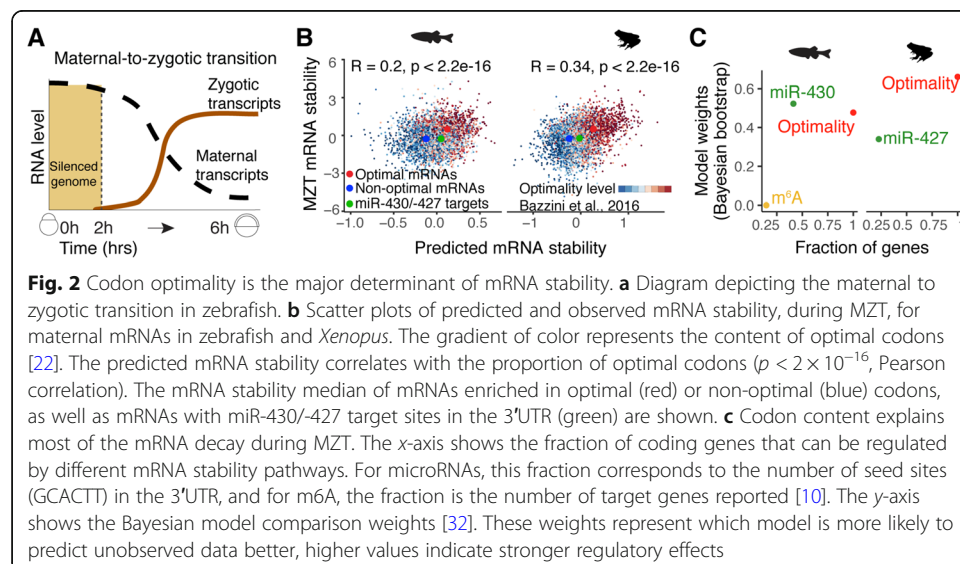 A
Maternal-to-zygotic transition
RNA level
Silenced
genome
Zygotic
transcripts
Maternal
transcripts
0h
2h
6h
Time (hrs)
B
R = 0.2, p < 2.2e-16
R = 0.34, p < 2.2e-16
MZT mRNA stability
6
3
0
−3
−6
Optimal mRNAs
Non-optimal mRNAs
miR-430/-427 targets
Optimality level
Bazzini et al., 2016
−1.0 −0.5 0.0 0.5
−1 0 1
Predicted mRNA stability
C
Model weights
(Bayesian bootstrap)
0.6
0.4
0.2
0.0
miR-430
Optimality
m⁶A
Optimality
miR-427
0.25 0.5 0.75 1
0.25 0.5 0.75 1
Fraction of genes
Fig. 2 Codon optimality is the major determinant of mRNA stability. a Diagram depicting the maternal to
zygotic transition in zebrafish. b Scatter plots of predicted and observed mRNA stability, during MZT, for
maternal mRNAs in zebrafish and Xenopus. The gradient of color represents the content of optimal codons
[22]. The predicted mRNA stability correlates with the proportion of optimal codons (p < 2 × 10⁻¹⁶, Pearson
correlation). The mRNA stability median of mRNAs enriched in optimal (red) or non-optimal (blue) codons,
as well as mRNAs with miR-430/-427 target sites in the 3′UTR (green) are shown. c Codon content explains
most of the mRNA decay during MZT. The x-axis shows the fraction of coding genes that can be regulated
by different mRNA stability pathways. For microRNAs, this fraction corresponds to the number of seed sites
(GCACTT) in the 3′UTR, and for m6A, the fraction is the number of target genes reported [10]. The y-axis
shows the Bayesian model comparison weights [32]. These weights represent which model is more likely to
predict unobserved data better, higher values indicate stronger regulatory effects